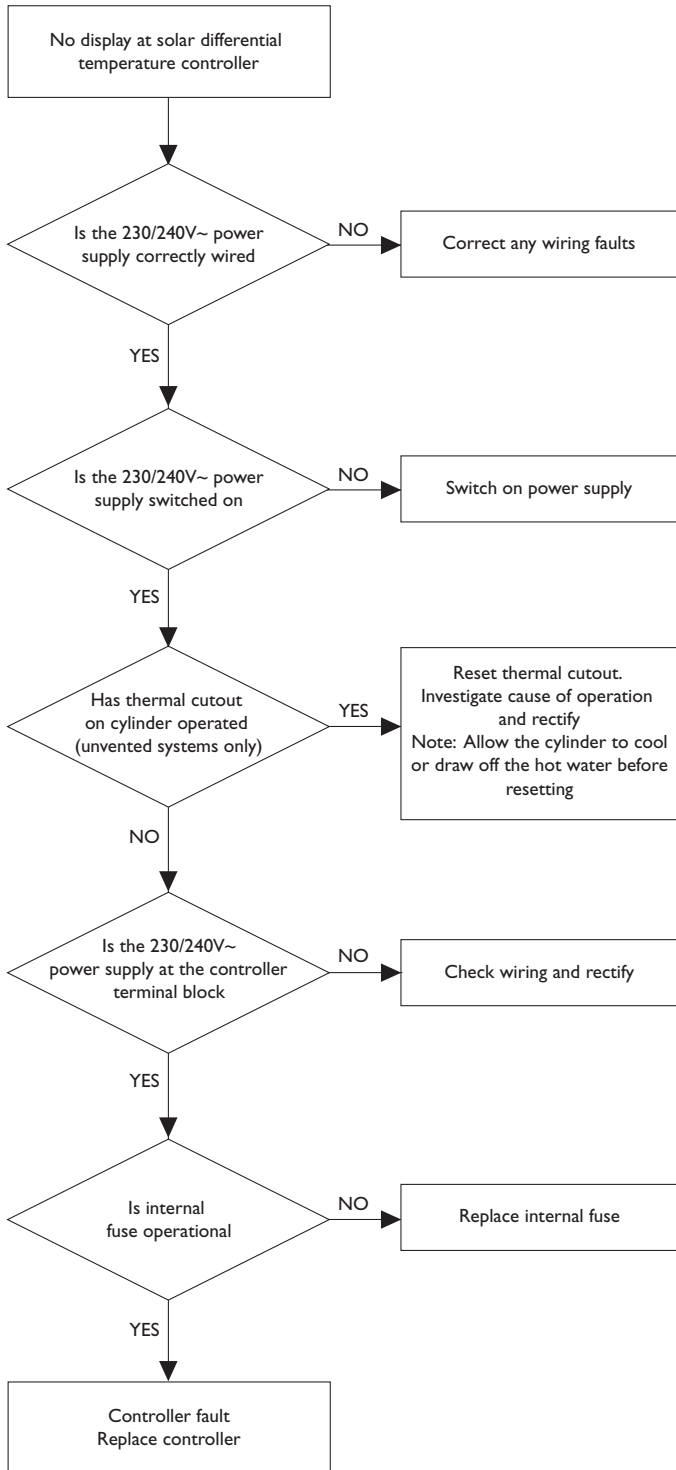 No display at solar differential
temperature controller
Is the 230/240V~ power
supply correctly wired
NO
Correct any wiring faults
YES
Is the 230/240V~ power
supply switched on
NO
Switch on power supply
YES
Has thermal cutout
on cylinder operated
(unvented systems only)
YES
Reset thermal cutout.
Investigate cause of operation
and rectify
Note: Allow the cylinder to cool
or draw off the hot water before
resetting
NO
Is the 230/240V~
power supply at the controller
terminal block
NO
Check wiring and rectify
YES
Is internal
fuse operational
NO
Replace internal fuse
YES
Controller fault
Replace controller